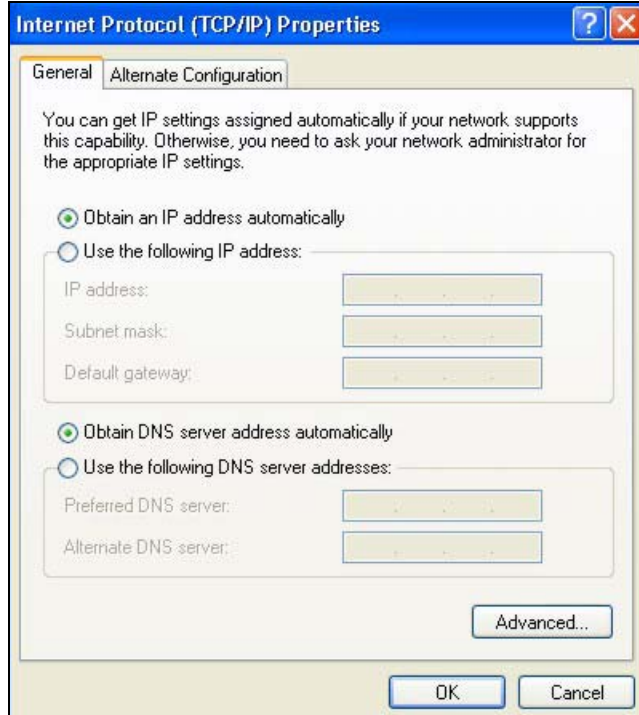 Internet Protocol (TCP/IP) Properties
General
Alternate Configuration
You can get IP settings assigned automatically if your network supports
this capability. Otherwise, you need to ask your network administrator for
the appropriate IP settings.
Obtain an IP address automatically
Use the following IP address:
IP address:
Subnet mask:
Default gateway:
Obtain DNS server address automatically
Use the following DNS server addresses:
Preferred DNS server:
Alternate DNS server:
Advanced...
OK
Cancel